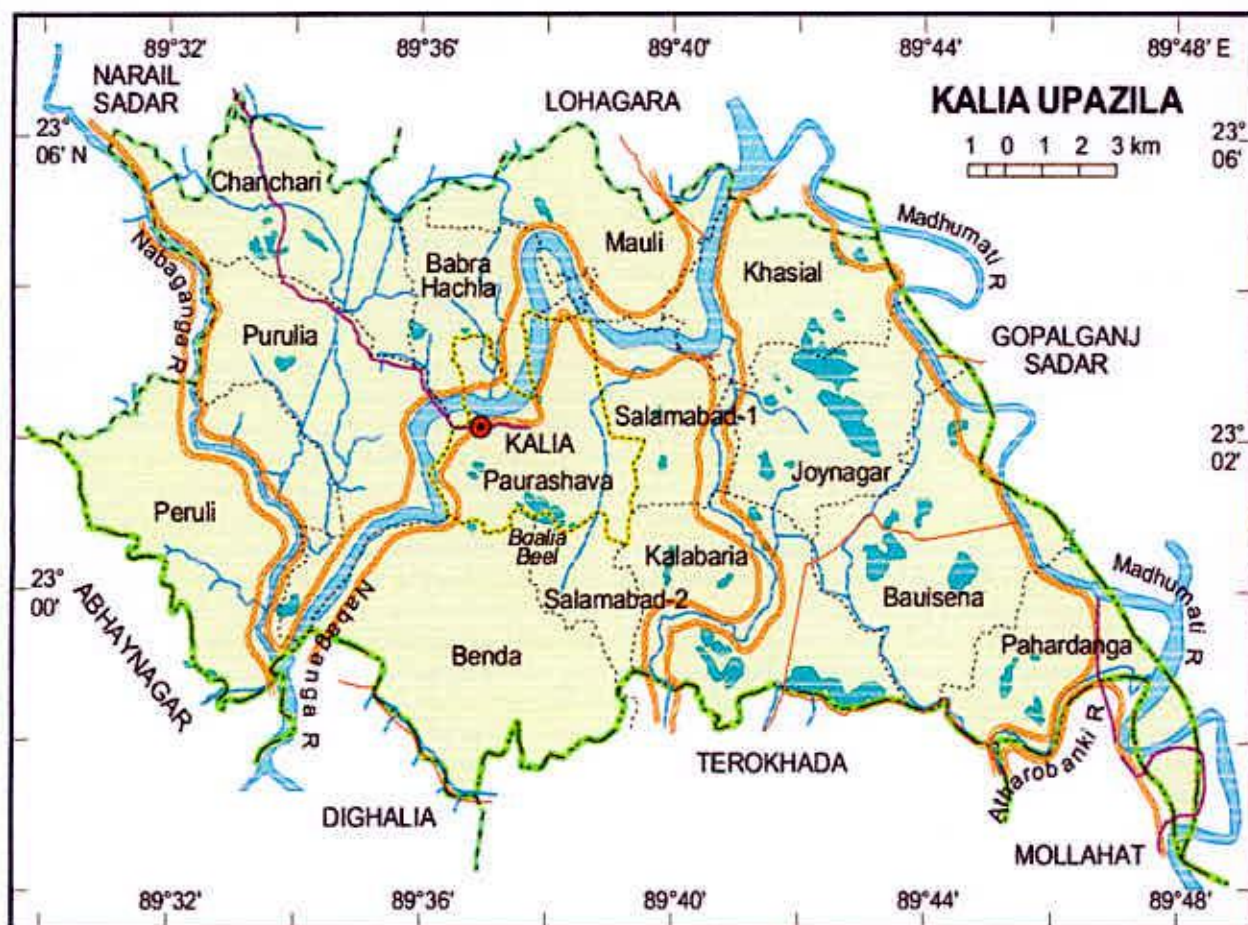 89°32'
89°36'
89°40'
89°44'
89°48' E
NARAIL
SADAR
LOHAGARA
KALIA UPAZILA
23°
06' N
23°
06'
1 0 1 2 3 km
Chanchari
Madhumati R
Mauli
Nabaganga R
Babra
Hachla
Khasial
Purulia
GOPALGANJ
SADAR
Salamabad-1
KALIA
Paurashava
23°
02'
Joynagar
Peruli
Boalia
Beel
Kalabaria
23°
00'
Salamabad-2
Bauisena
Madhumati R
ABHAYNAGAR
Nabaganga R
Benda
Pahardanga
TEROKHADA
Atharobanki R
DIGHALIA
MOLLAHAT
89°32'
89°36'
89°40'
89°44'
89°48'